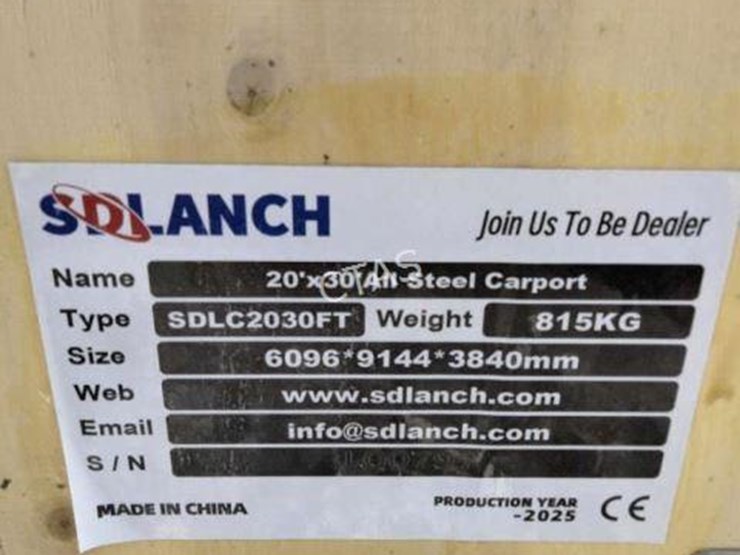 SDLANCH
Join Us To Be Dealer
Name 20'x30'All Steel Carport
CTAS
Type SDLC2030FT Weight 815KG
Size 6096*9144*3840mm
Web www.sdlanch.com
Email info@sdlanch.com
S/N
MADE IN CHINA
PRODUCTION YEAR
-2025
CE